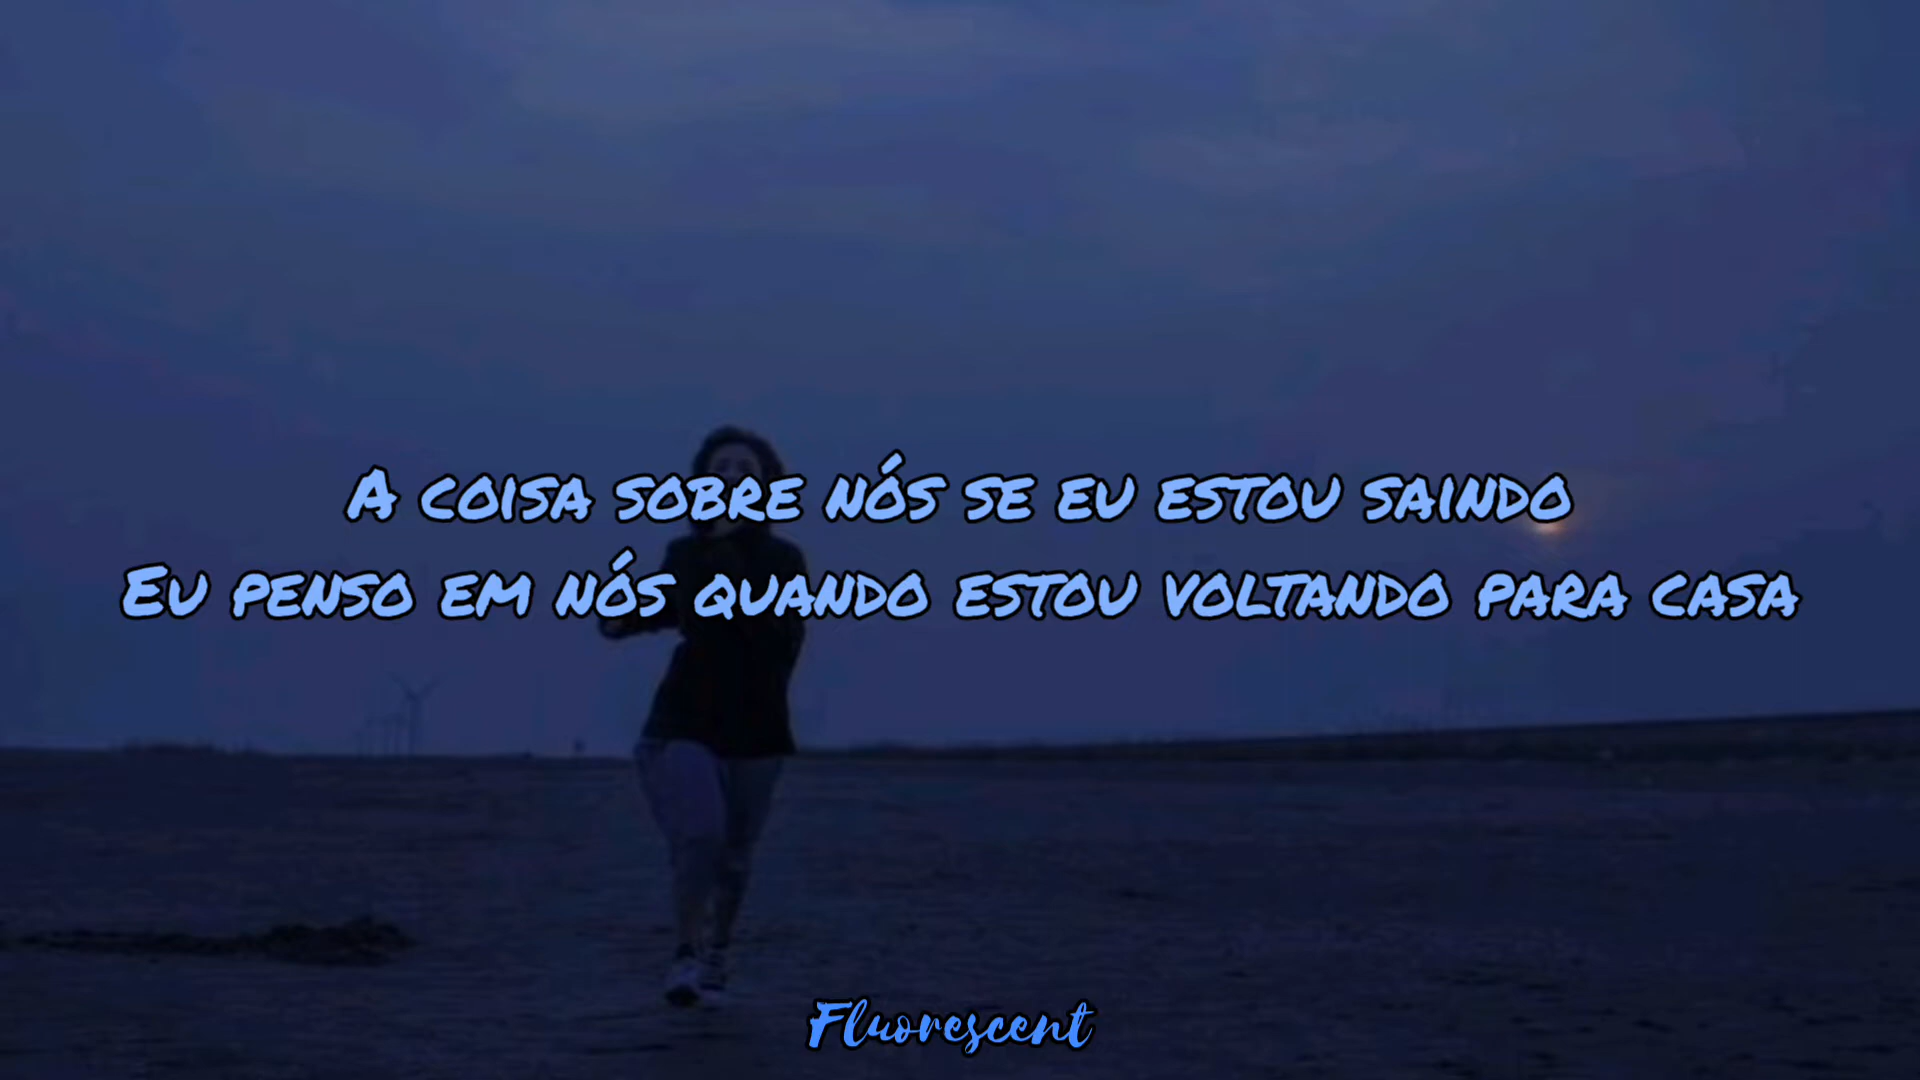 A coisa sobre nós se eu estou saindo
Eu penso em nós quando estou voltando para casa
Fluorescent